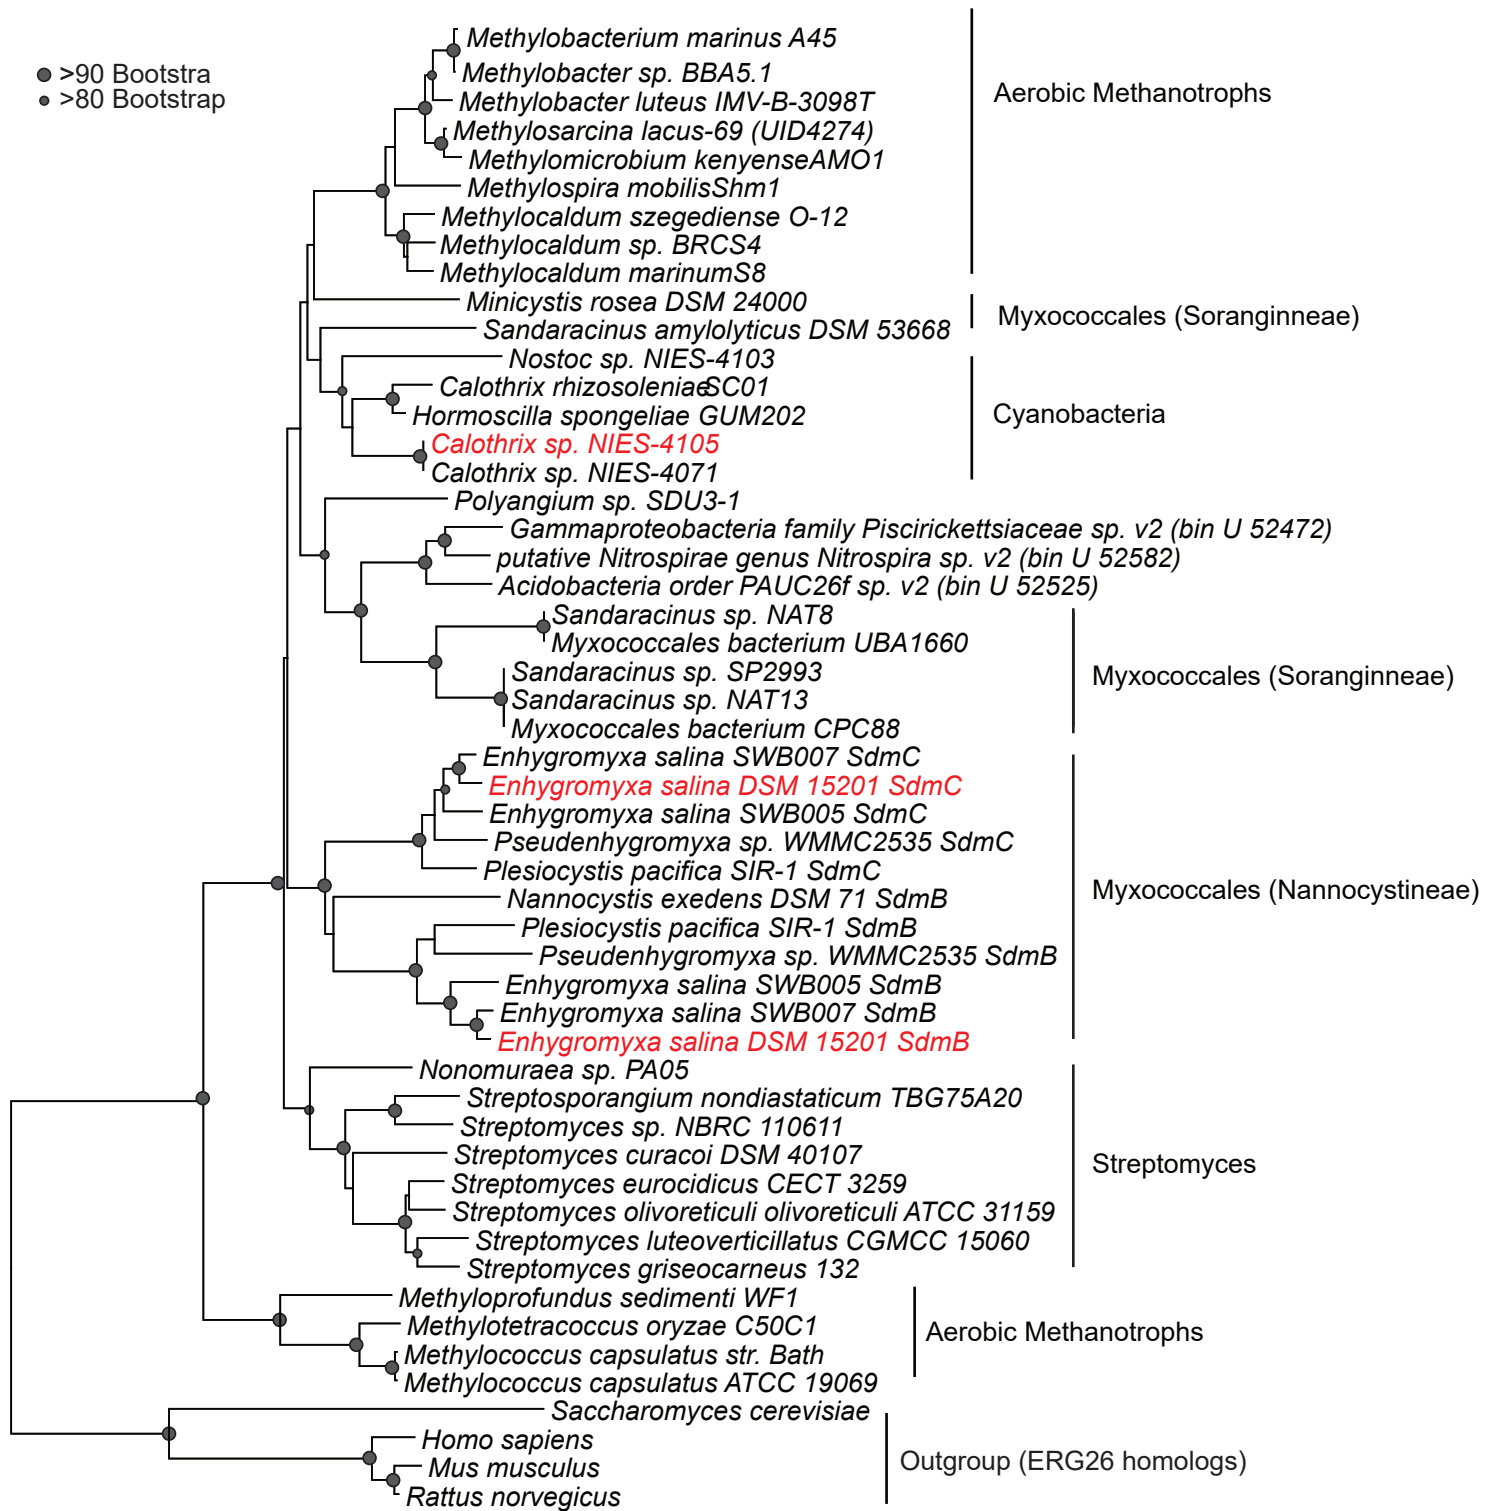 >90 Bootstra
>80 Bootstrap
Methylobacterium marinus A45
Methylobacter sp. BBA5.1
Methylobacter luteus IMV-B-3098T
Methylosarcina lacus-69 (UID4274)
Methylomicrobium kenyenseAMO1
Methylospira mobilisShm1
Methylocaldum szegediense O-12
Methylocaldum sp. BRCS4
Methylocaldum marinumS8
Aerobic Methanotrophs
Minicystis rosea DSM 24000
Sandaracinus amylolyticus DSM 53668
Myxococcales (Soranginneae)
Nostoc sp. NIES-4103
Calothrix rhizosoleniaeSC01
Hormoscilla spongeliae GUM202
Calothrix sp. NIES-4105
Calothrix sp. NIES-4071
Cyanobacteria
Polyangium sp. SDU3-1
Gammaproteobacteria family Piscirickettsiaceae sp. v2 (bin U 52472)
putative Nitrospirae genus Nitrospira sp. v2 (bin U 52582)
Acidobacteria order PAUC26f sp. v2 (bin U 52525)
Sandaracinus sp. NAT8
Myxococcales bacterium UBA1660
Sandaracinus sp. SP2993
Sandaracinus sp. NAT13
Myxococcales bacterium CPC88
Myxococcales (Soranginneae)
Enhygromyxa salina SWB007 SdmC
Enhygromyxa salina DSM 15201 SdmC
Enhygromyxa salina SWB005 SdmC
Pseudenhygromyxa sp. WMMC2535 SdmC
Plesiocystis pacifica SIR-1 SdmC
Nannocystis exedens DSM 71 SdmB
Plesiocystis pacifica SIR-1 SdmB
Pseudenhygromyxa sp. WMMC2535 SdmB
Enhygromyxa salina SWB005 SdmB
Enhygromyxa salina SWB007 SdmB
Enhygromyxa salina DSM 15201 SdmB
Myxococcales (Nannocystineae)
Nonomuraea sp. PA05
Streptosporangium nondiastaticum TBG75A20
Streptomyces sp. NBRC 110611
Streptomyces curacoi DSM 40107
Streptomyces eurocidicus CECT 3259
Streptomyces olivoreticuli olivoreticuli ATCC 31159
Streptomyces luteoverticillatus CGMCC 15060
Streptomyces griseocarneus 132
Streptomyces
Methyloprofundus sedimenti WF1
Methylotetracoccus oryzae C50C1
Methylococcus capsulatus str. Bath
Methylococcus capsulatus ATCC 19069
Aerobic Methanotrophs
Saccharomyces cerevisiae
Homo sapiens
Mus musculus
Rattus norvegicus
Outgroup (ERG26 homologs)